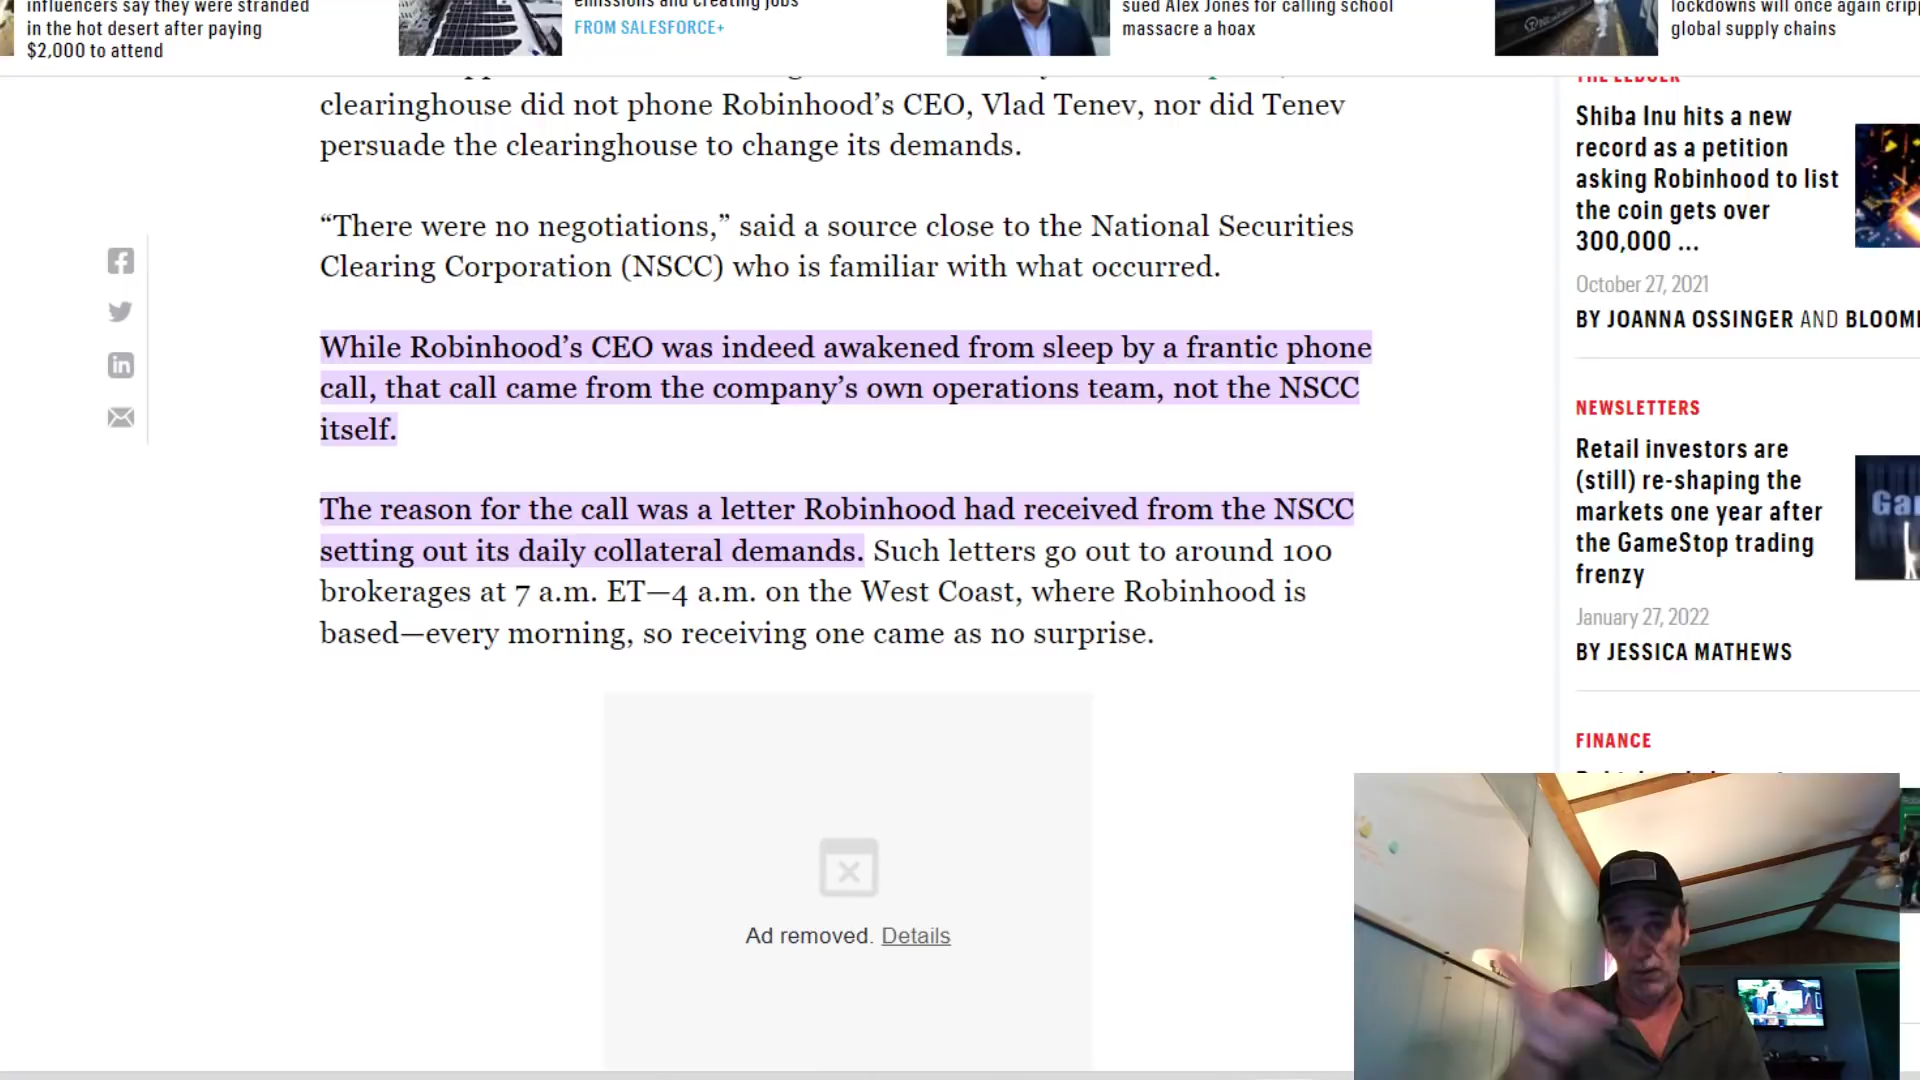 influencers say they were stranded
in the hot desert after paying
$2,000 to attend
emissions and creating jobs
FROM SALESFORCE+
sued Alex Jones for calling school
massacre a hoax
lockdowns will once again
global supply chains
clearinghouse did not phone Robinhood’s CEO, Vlad Tenev, nor did Tenev
persuade the clearinghouse to change its demands.
“There were no negotiations,” said a source close to the National Securities
Clearing Corporation (NSCC) who is familiar with what occurred.
While Robinhood’s CEO was indeed awakened from sleep by a frantic phone
call, that call came from the company’s own operations team, not the NSCC
itself.
The reason for the call was a letter Robinhood had received from the NSCC
setting out its daily collateral demands. Such letters go out to around 100
brokerages at 7 a.m. ET—4 a.m. on the West Coast, where Robinhood is
based—every morning, so receiving one came as no surprise.
Ad removed. Details
THE LEDGER
Shiba Inu hits a new
record as a petition
asking Robinhood to list
the coin gets over
300,000 ...
October 27, 2021
BY JOANNA OSSINGER AND BLOOM
NEWSLETTERS
Retail investors are
(still) re-shaping the
markets one year after
the GameStop trading
frenzy
January 27, 2022
BY JESSICA MATHEWS
FINANCE